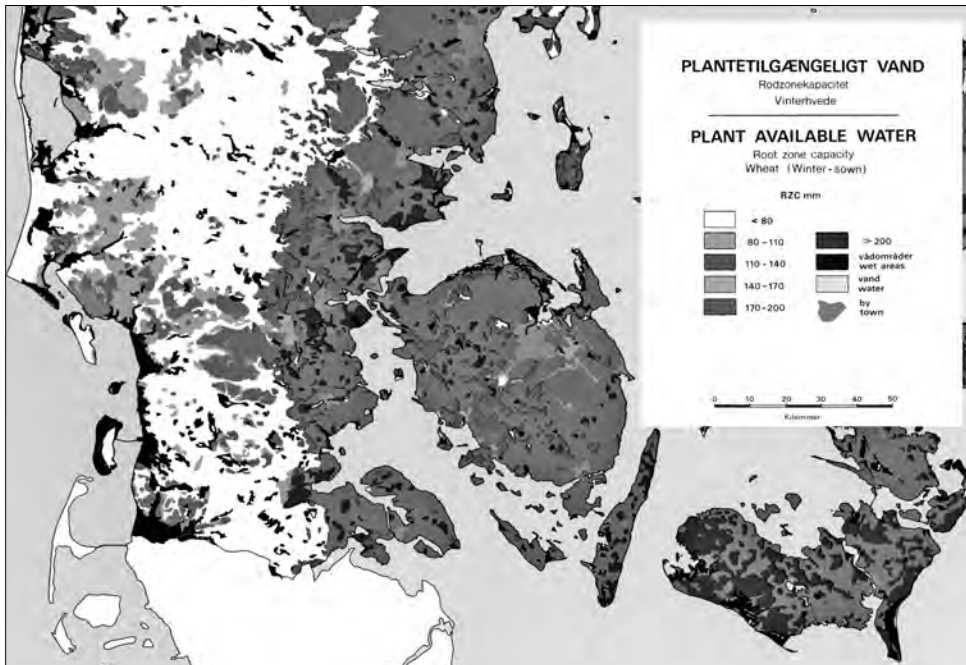 PLANTETILGÆNGELIGT VAND
Rodzonekapacitet
Vinterhvede
PLANT AVAILABLE WATER
Root zone capacity
Wheat (Winter-sown)
RZC mm
< 80
80-110
110-140
140-170
170-200
> 200
vådområder
wet areas
vand
water
by
town
0 10 20 30 40 50
Kilometer